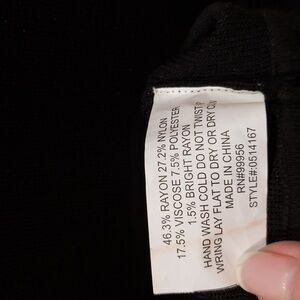 46.3% RAYON 27.2% NYLON
17.5% VISCOSE 7.5% POLYESTER
1.5% BRIGHT RAYON
HAND WASH COLD DO NOT TWIST
WRING LAY FLAT TO DRY OR DRY
MADE IN CHINA
RN#99956
STYLE#:0514167